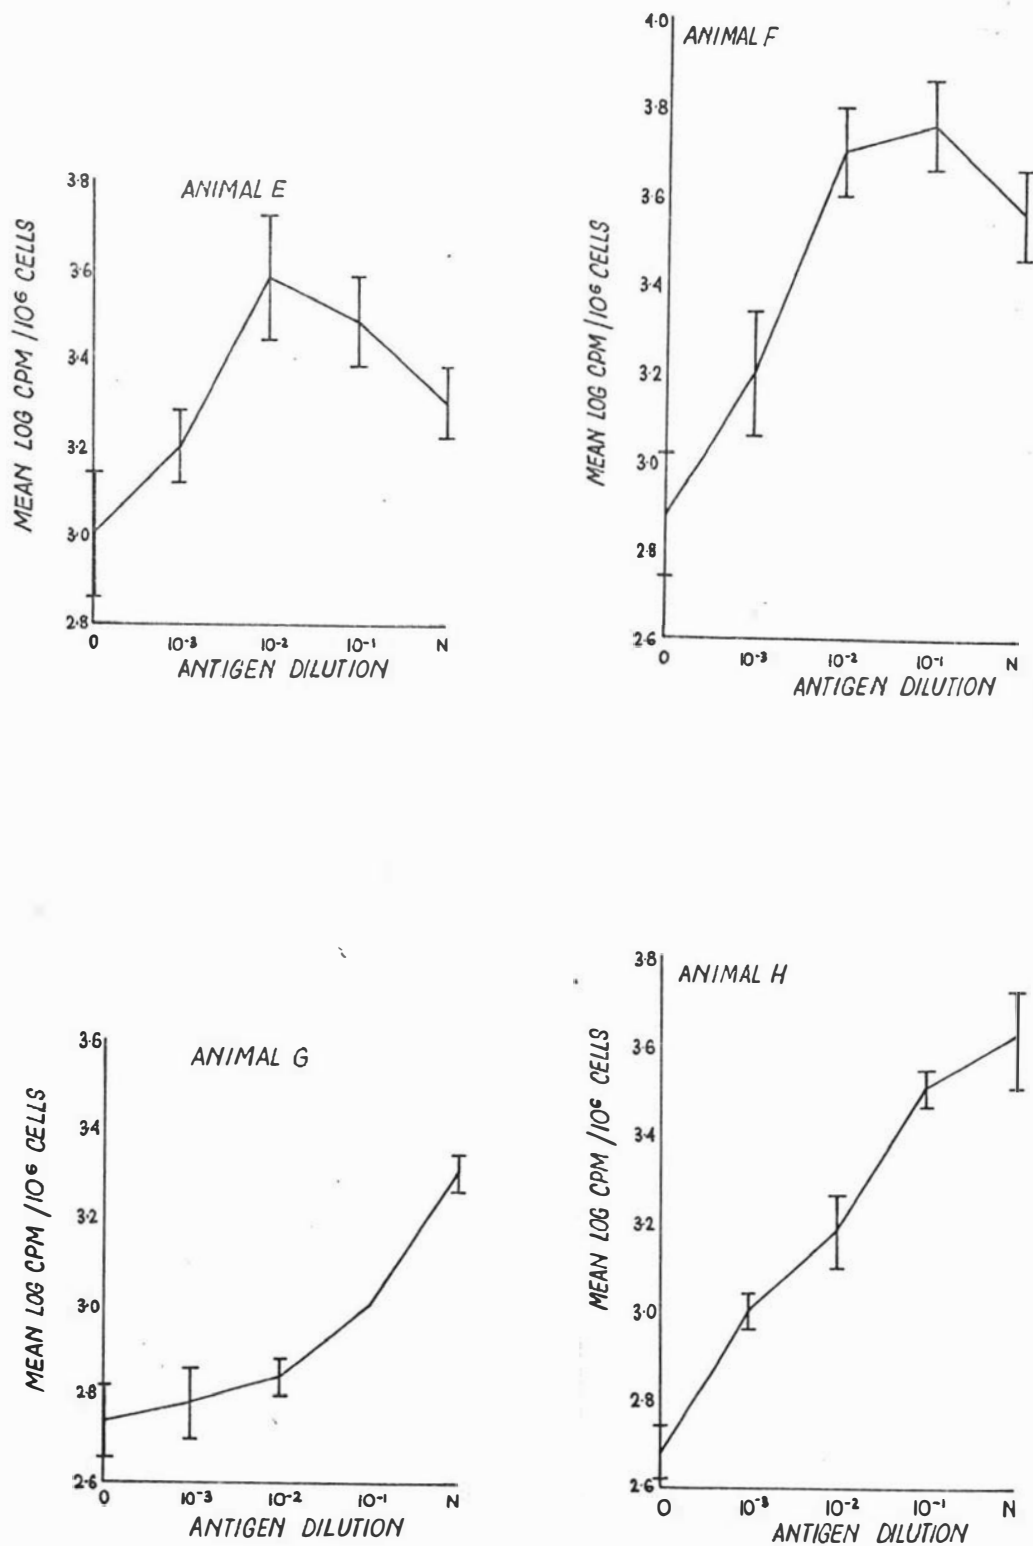 ANIMAL E
3·8
3·6
3·4
3·2
3·0
2·8
MEAN LOG CPM /10⁶ CELLS
0 10⁻³ 10⁻² 10⁻¹ N
ANTIGEN DILUTION
ANIMAL F
4·0
3·8
3·6
3·4
3·2
3·0
2·8
2·6
MEAN LOG CPM /10⁶ CELLS
0 10⁻³ 10⁻² 10⁻¹ N
ANTIGEN DILUTION
ANIMAL G
3·6
3·4
3·2
3·0
2·8
2·6
MEAN LOG CPM /10⁶ CELLS
0 10⁻³ 10⁻² 10⁻¹ N
ANTIGEN DILUTION
ANIMAL H
3·8
3·6
3·4
3·2
3·0
2·8
2·6
MEAN LOG CPM /10⁶ CELLS
0 10⁻³ 10⁻² 10⁻¹ N
ANTIGEN DILUTION